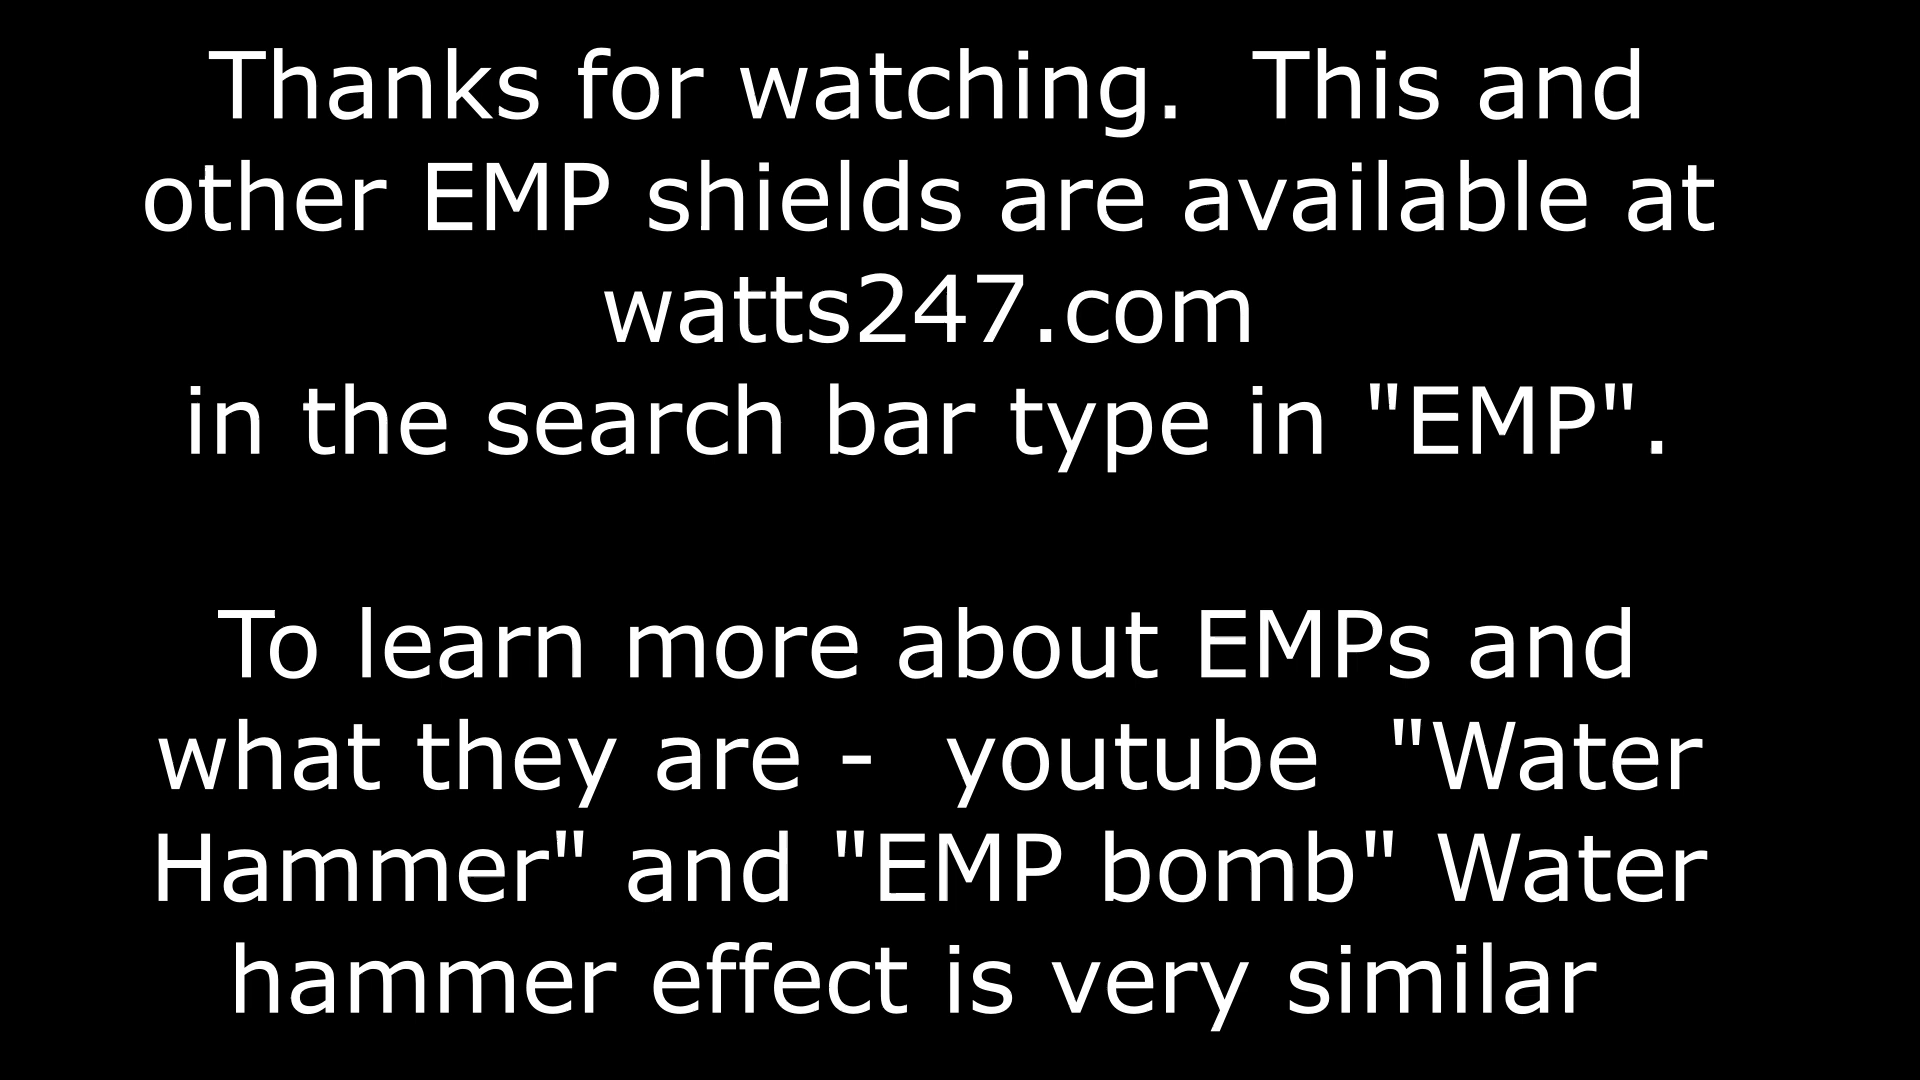 Thanks for watching.  This and
other EMP shields are available at
watts247.com
in the search bar type in "EMP".
To learn more about EMPs and
what they are -  youtube  "Water
Hammer" and "EMP bomb" Water
hammer effect is very similar